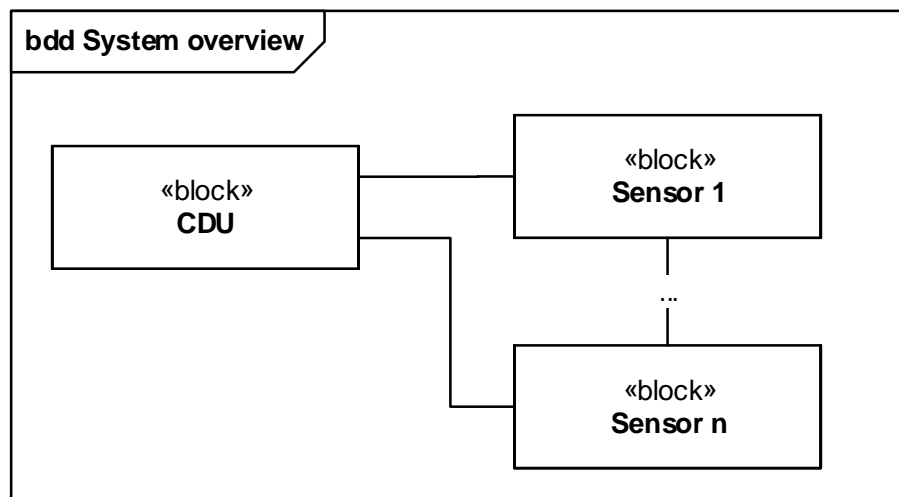 bdd System overview
«block»
CDU
«block»
Sensor 1
...
«block»
Sensor n